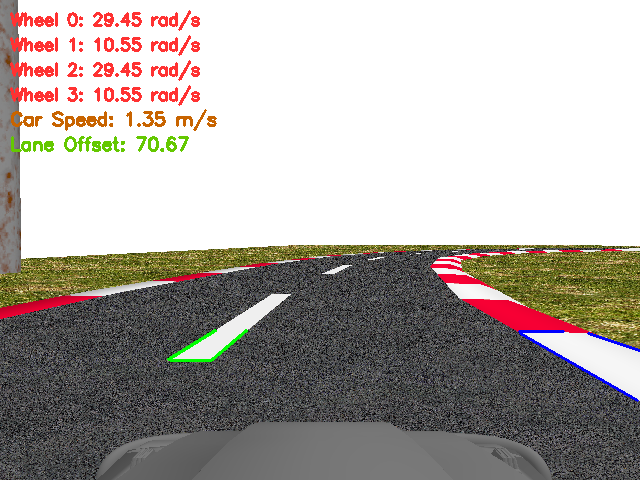 Wheel 0: 29.45 rad/s
Wheel 1: 10.55 rad/s
Wheel 2: 29.45 rad/s
Wheel 3: 10.55 rad/s
Car Speed: 1.35 m/s
Lane Offset: 70.67